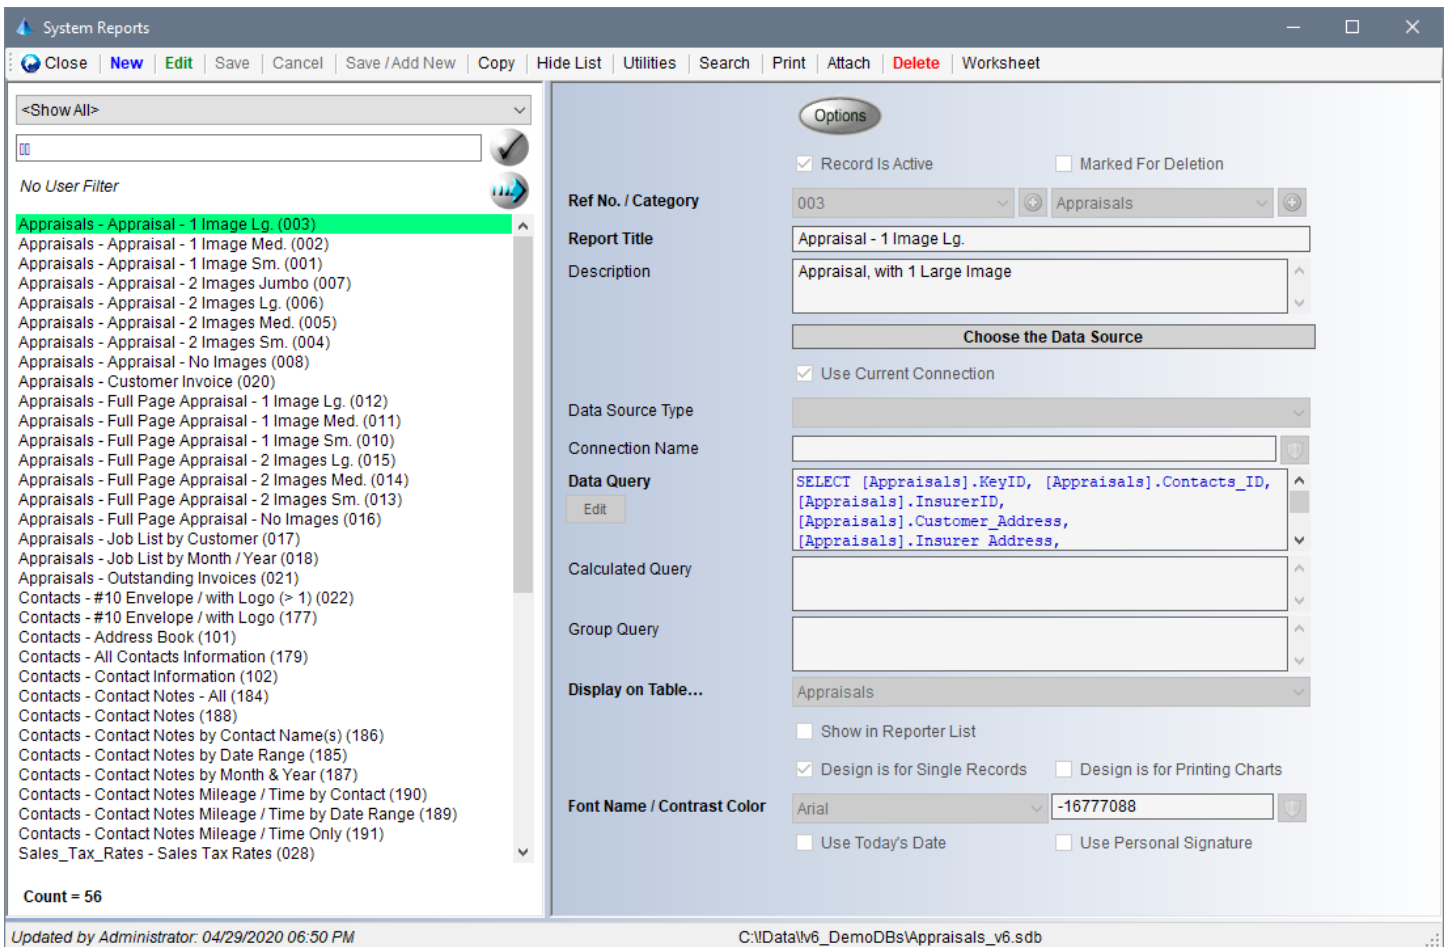 System Reports
Close New Edit Save Cancel Save / Add New Copy Hide List Utilities Search Print Attach Delete Worksheet
<Show All>
No User Filter
Appraisals - Appraisal - 1 Image Lg. (003)
Appraisals - Appraisal - 1 Image Med. (002)
Appraisals - Appraisal - 1 Image Sm. (001)
Appraisals - Appraisal - 2 Images Jumbo (007)
Appraisals - Appraisal - 2 Images Lg. (006)
Appraisals - Appraisal - 2 Images Med. (005)
Appraisals - Appraisal - 2 Images Sm. (004)
Appraisals - Appraisal - No Images (008)
Appraisals - Customer Invoice (020)
Appraisals - Full Page Appraisal - 1 Image Lg. (012)
Appraisals - Full Page Appraisal - 1 Image Med. (011)
Appraisals - Full Page Appraisal - 1 Image Sm. (010)
Appraisals - Full Page Appraisal - 2 Images Lg. (015)
Appraisals - Full Page Appraisal - 2 Images Med. (014)
Appraisals - Full Page Appraisal - 2 Images Sm. (013)
Appraisals - Full Page Appraisal - No Images (016)
Appraisals - Job List by Customer (017)
Appraisals - Job List by Month / Year (018)
Appraisals - Outstanding Invoices (021)
Contacts - #10 Envelope / with Logo (> 1) (022)
Contacts - #10 Envelope / with Logo (177)
Contacts - Address Book (101)
Contacts - All Contacts Information (179)
Contacts - Contact Information (102)
Contacts - Contact Notes - All (184)
Contacts - Contact Notes (188)
Contacts - Contact Notes by Contact Name(s) (186)
Contacts - Contact Notes by Date Range (185)
Contacts - Contact Notes by Month & Year (187)
Contacts - Contact Notes Mileage / Time by Contact (190)
Contacts - Contact Notes Mileage / Time by Date Range (189)
Contacts - Contact Notes Mileage / Time Only (191)
Sales_Tax_Rates - Sales Tax Rates (028)
Count = 56
Options
Record Is Active Marked For Deletion
Ref No. / Category 003 Appraisals
Report Title Appraisal - 1 Image Lg.
Description Appraisal, with 1 Large Image
Choose the Data Source
Use Current Connection
Data Source Type
Connection Name
Data Query
Edit
SELECT [Appraisals].KeyID, [Appraisals].Contacts_ID,
[Appraisals].InsurerID,
[Appraisals].Customer_Address,
[Appraisals].Insurer_Address,
Calculated Query
Group Query
Display on Table... Appraisals
Show in Reporter List
Design is for Single Records Design is for Printing Charts
Font Name / Contrast Color Arial -16777088
Use Today's Date Use Personal Signature
Updated by Administrator: 04/29/2020 06:50 PM C:\!Data\!v6_DemoDBs\Appraisals_v6.sdb